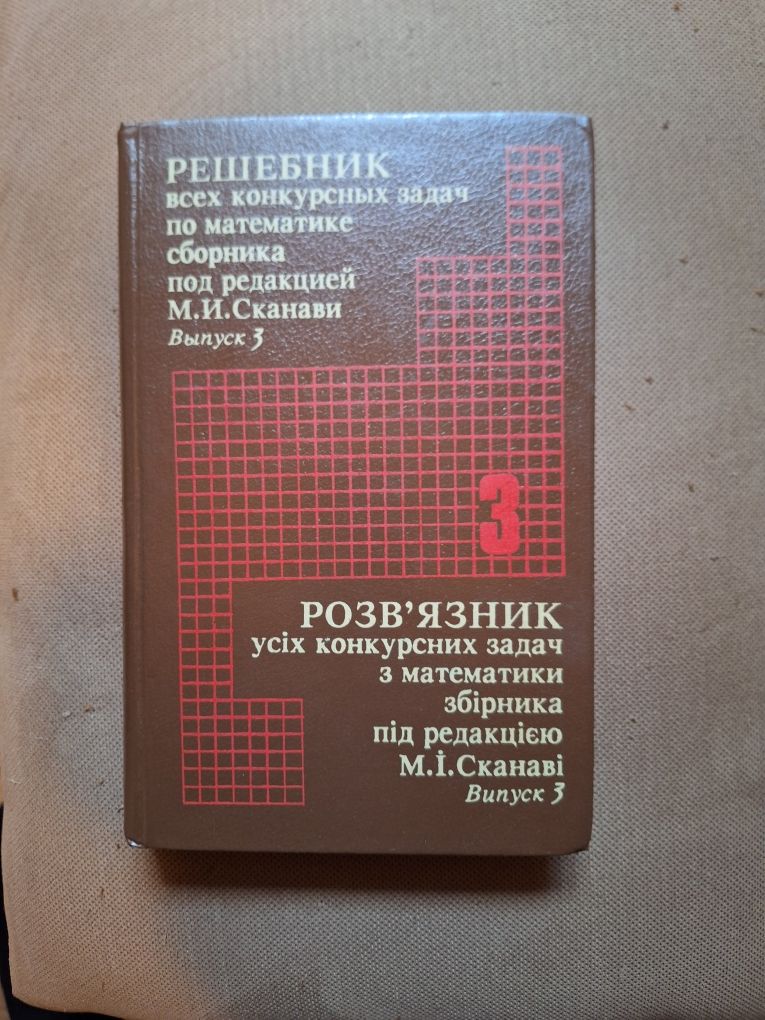 РЕШЕБНИК
всех конкурсных задач
по математике
сборника
под редакцией
М.И.Сканави
Выпуск 3
3
РОЗВ’ЯЗНИК
усіх конкурсних задач
з математики
збірника
під редакцією
М.І.Сканаві
Випуск 3